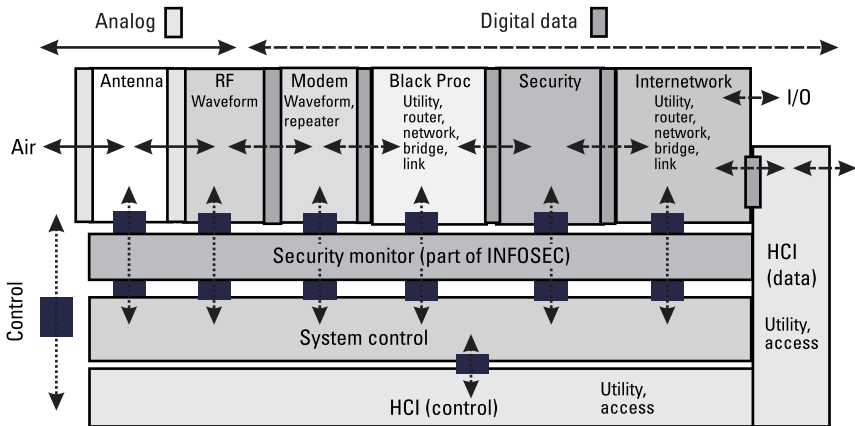 Analog
Digital data
Antenna
RF
Waveform
Modem
Waveform,
repeater
Black Proc
Utility,
router,
network,
bridge,
link
Security
Internetwork
Utility,
router,
network,
bridge,
link
I/O
Air
Security monitor (part of INFOSEC)
HCI
(data)
Utility,
access
Control
System control
HCI (control)
Utility,
access